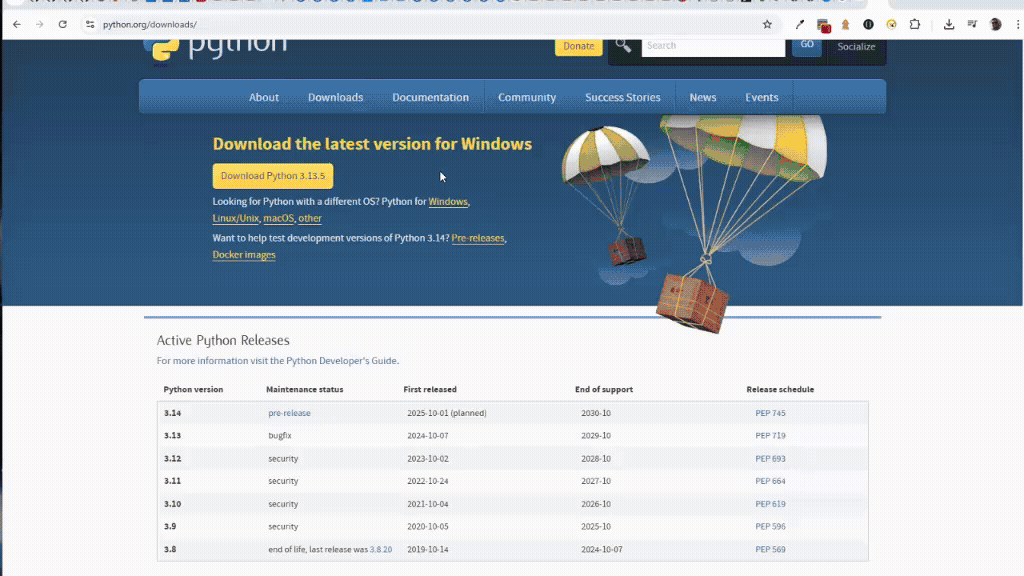 python.org/downloads/
python
Donate
Search
GO
Socialize
About Downloads Documentation Community Success Stories News Events
Download the latest version for Windows
Download Python 3.13.5
Looking for Python with a different OS? Python for Windows,
Linux/Unix, macOS, other
Want to help test development versions of Python 3.14? Pre-releases,
Docker images
Active Python Releases
For more information visit the Python Developer's Guide.
Python version Maintenance status First released End of support Release schedule
3.14 pre-release 2025-10-01 (planned) 2030-10 PEP 745
3.13 bugfix 2024-10-07 2029-10 PEP 719
3.12 security 2023-10-02 2028-10 PEP 693
3.11 security 2022-10-24 2027-10 PEP 664
3.10 security 2021-10-04 2026-10 PEP 619
3.9 security 2020-10-05 2025-10 PEP 596
3.8 end of life, last release was 3.8.20 2019-10-14 2024-10-07 PEP 569